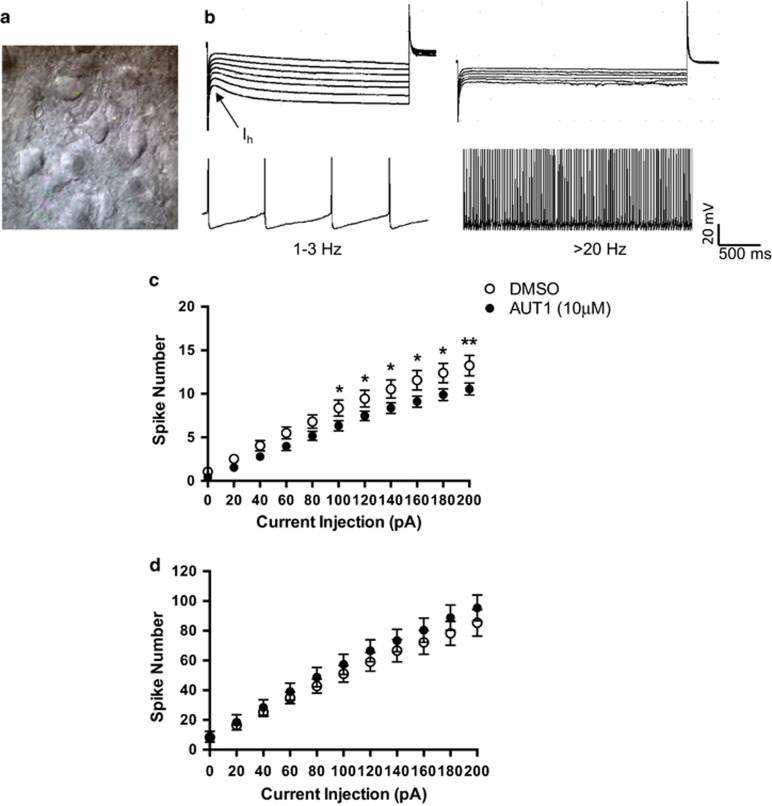 a
b
Ih
1-3 Hz
>20 Hz
20 mV
500 ms
c
DMSO
AUT1 (10μM)
20
15
10
5
0
Spike Number
* * * * * **
0 20 40 60 80 100 120 140 160 180 200
Current Injection (pA)
d
120
100
80
60
40
20
0
Spike Number
0 20 40 60 80 100 120 140 160 180 200
Current Injection (pA)